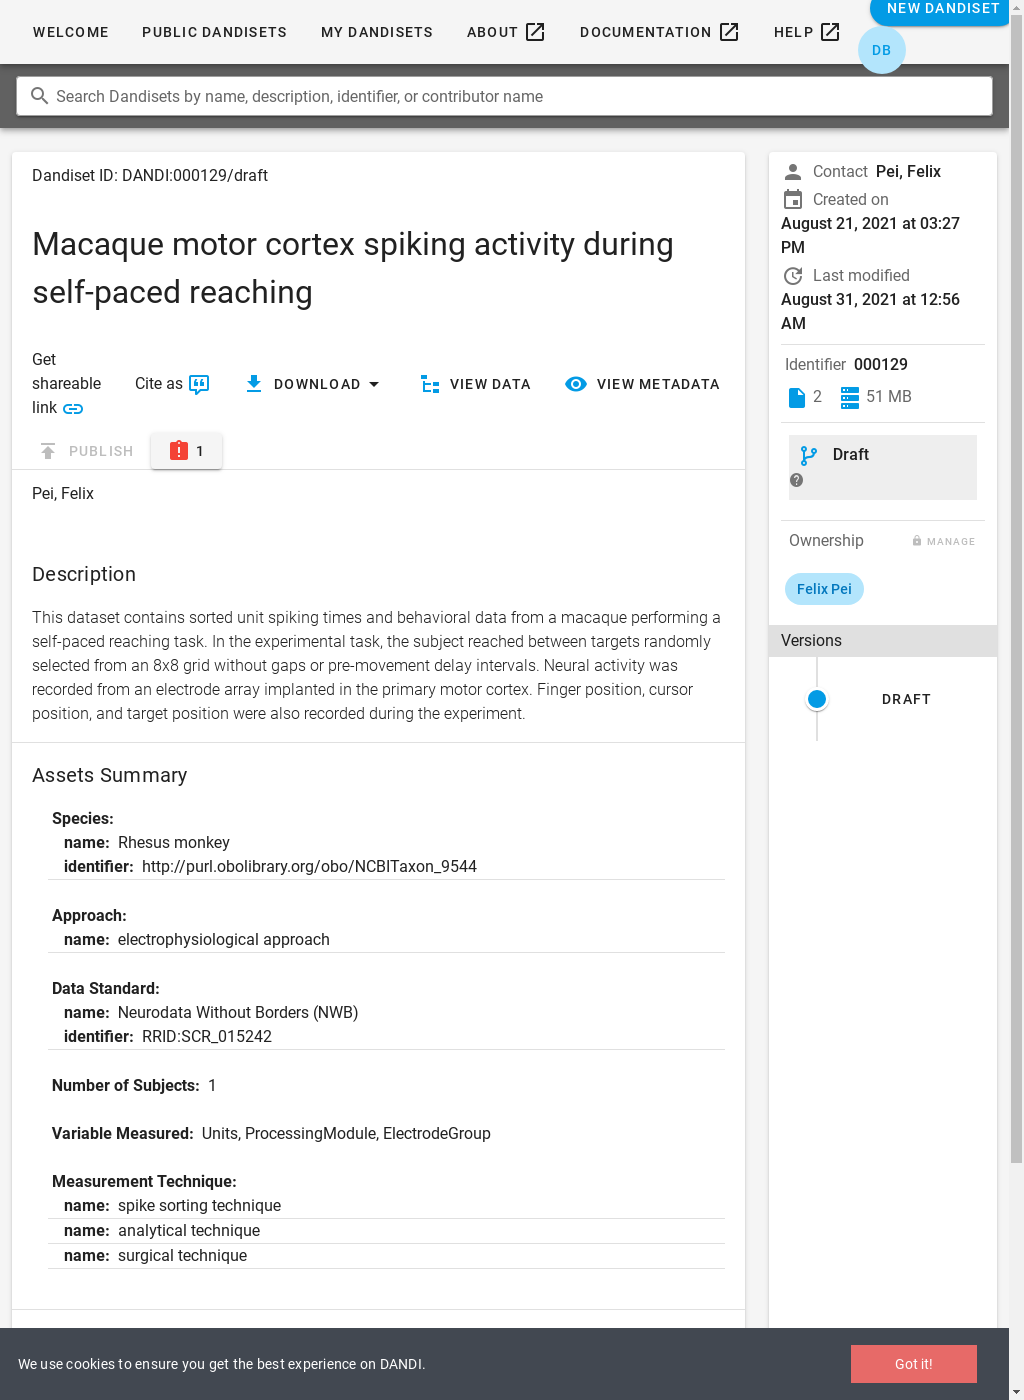 WELCOME PUBLIC DANDISETS MY DANDISETS ABOUT DOCUMENTATION HELP NEW DANDISET
DB
Search Dandisets by name, description, identifier, or contributor name
Dandiset ID: DANDI:000129/draft
Macaque motor cortex spiking activity during
self-paced reaching
Get
shareable
link
Cite as
DOWNLOAD
VIEW DATA
VIEW METADATA
PUBLISH
1
Pei, Felix
Description
This dataset contains sorted unit spiking times and behavioral data from a macaque performing a
self-paced reaching task. In the experimental task, the subject reached between targets randomly
selected from an 8x8 grid without gaps or pre-movement delay intervals. Neural activity was
recorded from an electrode array implanted in the primary motor cortex. Finger position, cursor
position, and target position were also recorded during the experiment.
Assets Summary
Species:
name: Rhesus monkey
identifier: http://purl.obolibrary.org/obo/NCBITaxon_9544
Approach:
name: electrophysiological approach
Data Standard:
name: Neurodata Without Borders (NWB)
identifier: RRID:SCR_015242
Number of Subjects: 1
Variable Measured: Units, ProcessingModule, ElectrodeGroup
Measurement Technique:
name: spike sorting technique
name: analytical technique
name: surgical technique
Contact Pei, Felix
Created on
August 21, 2021 at 03:27
PM
Last modified
August 31, 2021 at 12:56
AM
Identifier 000129
2 51 MB
Draft
Ownership MANAGE
Felix Pei
Versions
DRAFT
We use cookies to ensure you get the best experience on DANDI.
Got it!